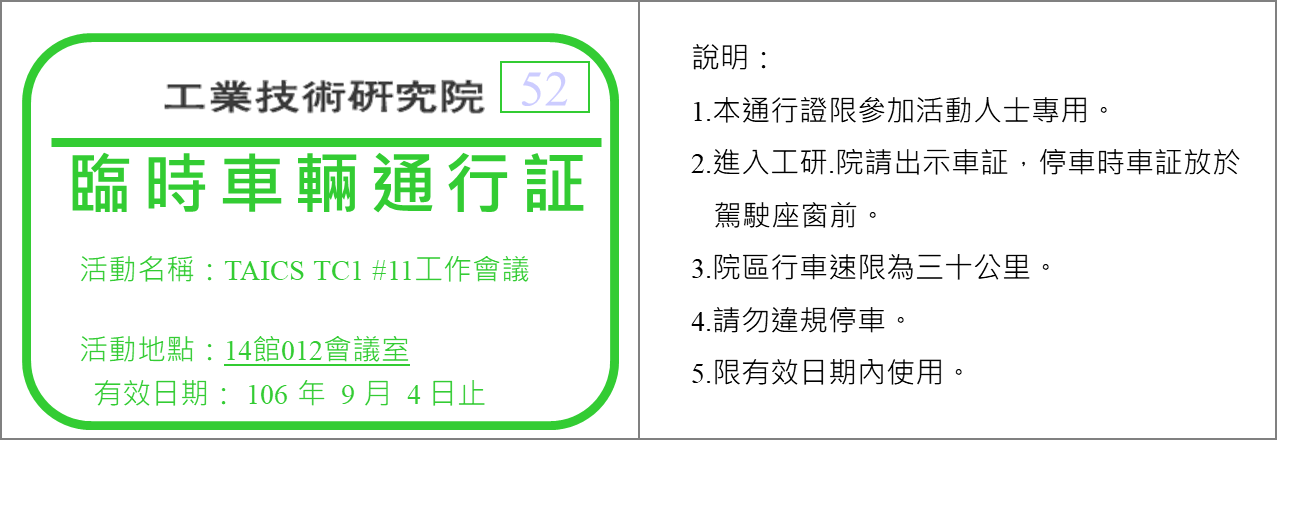 工業技術研究院 52
臨時車輛通行証
活動名稱：TAICS TC1 #11工作會議
活動地點：14館012會議室
有效日期： 106 年 9 月 4 日止
說明：
1.本通行證限參加活動人士專用。
2.進入工研.院請出示車証，停車時車証放於
駕駛座窗前。
3.院區行車速限為三十公里。
4.請勿違規停車。
5.限有效日期內使用。